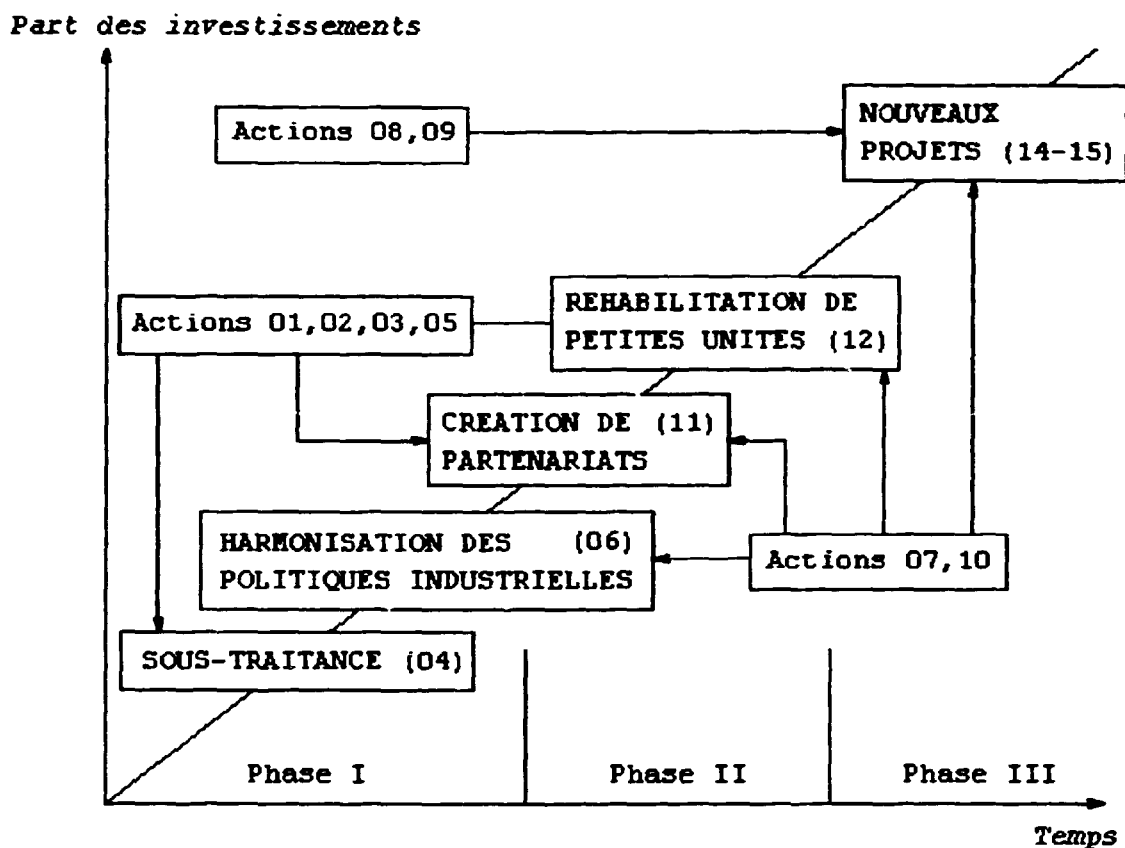 Part des investissements
NOUVEAUX
PROJETS (14-15)
Actions 08,09
REHABILITATION DE
PETITES UNITES (12)
Actions 01,02,03,05
CREATION DE (11)
PARTENARIATS
HARMONISATION DES (06)
POLITIQUES INDUSTRIELLES
Actions 07,10
SOUS-TRAITANCE (04)
Phase I Phase II Phase III
Temps